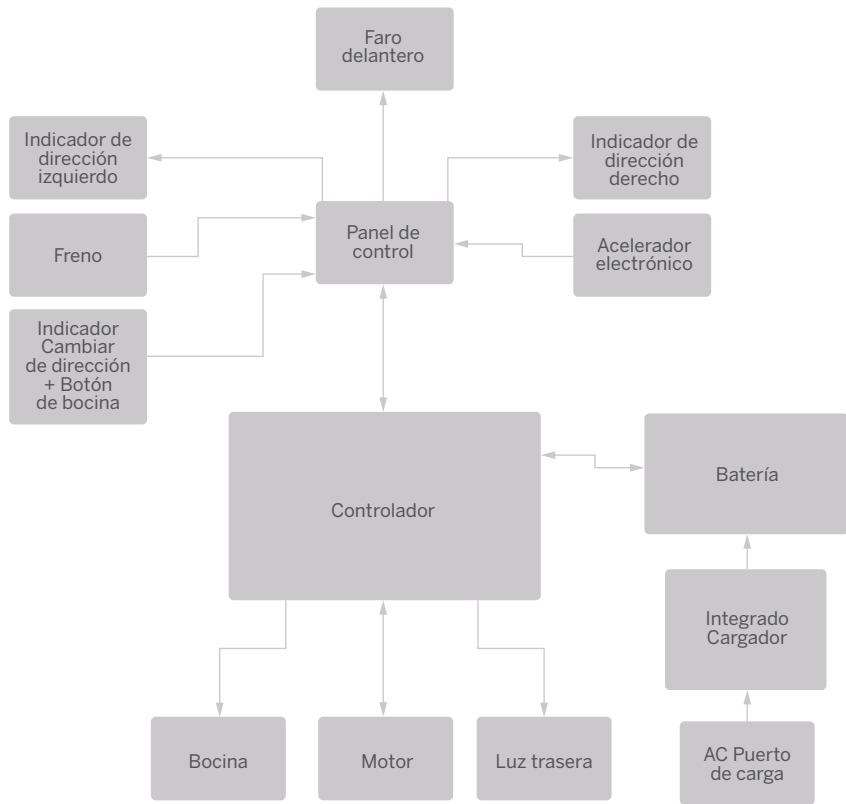 Faro
delantero
Indicador de
dirección
izquierdo
Indicador de
dirección
derecho
Panel de
control
Freno
Acelerador
electrónico
Indicador
Cambiar
de dirección
+ Botón
de bocina
Controlador
Batería
Integrado
Cargador
Bocina
Motor
Luz trasera
AC Puerto
de carga